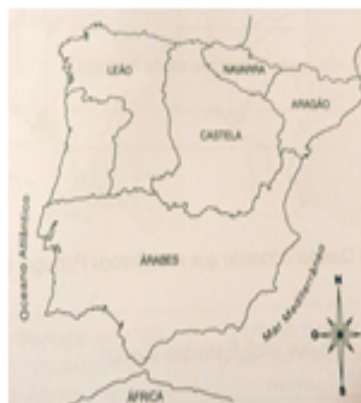 LEÃO
NAVARRA
ARAGÃO
CASTELA
Oceano Atlântico
ÁRABES
Mar Mediterrâneo
N
O
E
S
ÁFRICA